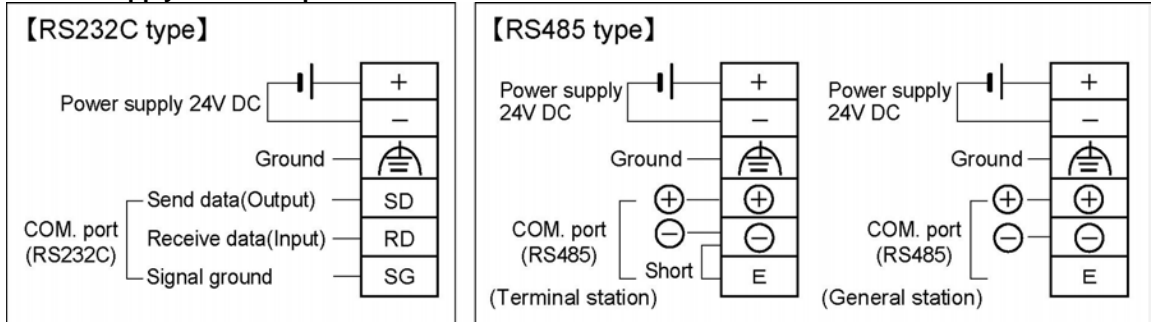 【RS232C type】
Power supply 24V DC
+
−
Ground
Send data(Output)
SD
COM. port
(RS232C)
Receive data(Input)
RD
Signal ground
SG
【RS485 type】
Power supply
24V DC
+
−
Ground
⊕
⊕
COM. port
(RS485)
⊖
⊖
Short
E
(Terminal station)
Power supply
24V DC
+
−
Ground
⊕
⊕
COM. port
(RS485)
⊖
⊖
E
(General station)